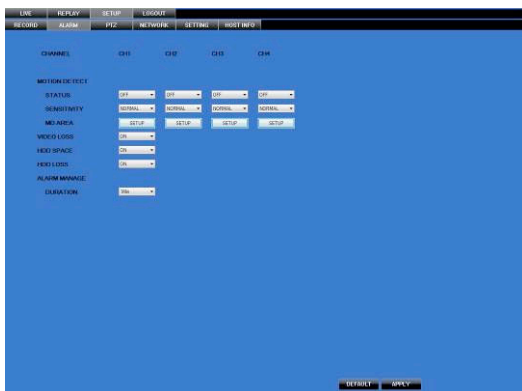 LIVE REPLAY SETUP LOGOUT
RECORD ALARM PTZ NETWORK SETTING HOST INFO
CHANNEL CH1 CH2 CH3 CH4
MOTION DETECT
STATUS OFF OFF OFF OFF
SENSITIVITY NORMAL NORMAL NORMAL NORMAL
MD AREA SETUP SETUP SETUP SETUP
VIDEO LOSS ON
HDD SPACE ON
HDD LOSS ON
ALARM MANAGE
DURATION
DEFAULT APPLY